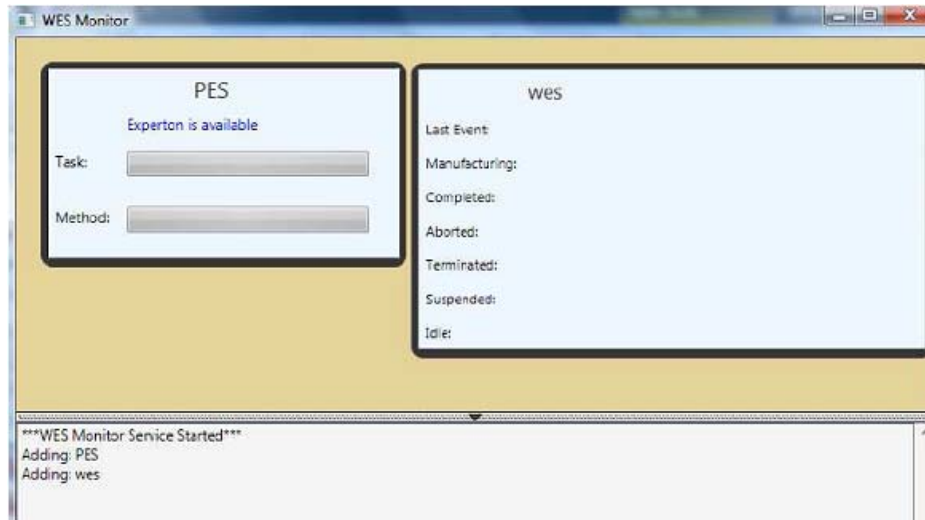 WES Monitor
PES
Experton is available
Task:
Method:
wes
Last Event:
Manufacturing:
Completed:
Aborted:
Terminated:
Suspended:
Idle:
***WES Monitor Service Started***
Adding: PES
Adding: wes